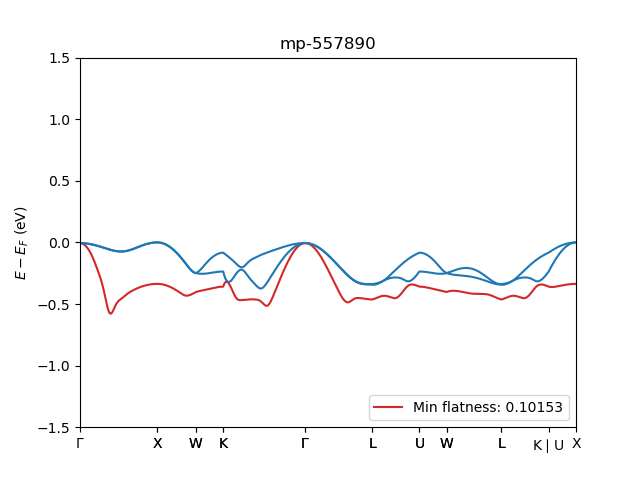 mp-557890
E − E_F (eV)
1.5
1.0
0.5
0.0
−0.5
−1.0
−1.5
Min flatness: 0.10153
Γ X W K Γ L U W L K | U X